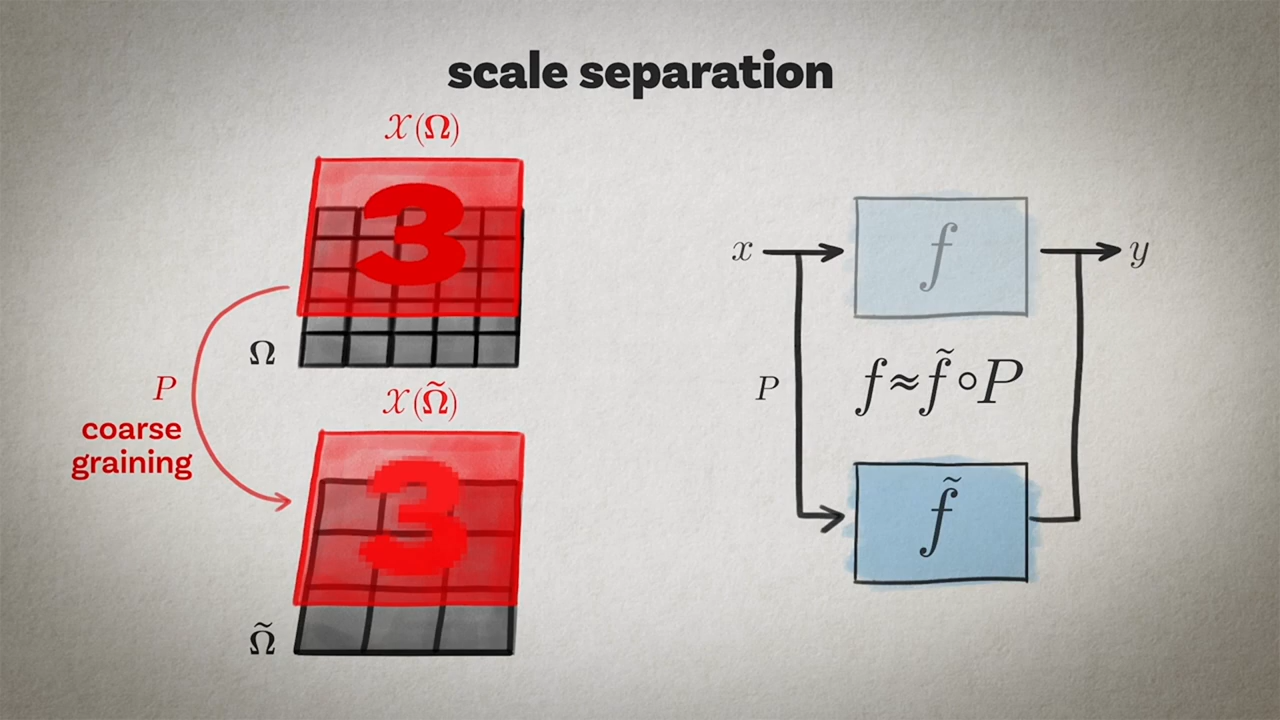 scale separation
𝒳(Ω)
3
Ω
P
coarse
graining
𝒳(Ω̃)
3
Ω̃
x
f
y
P
f≈f̃∘P
f̃